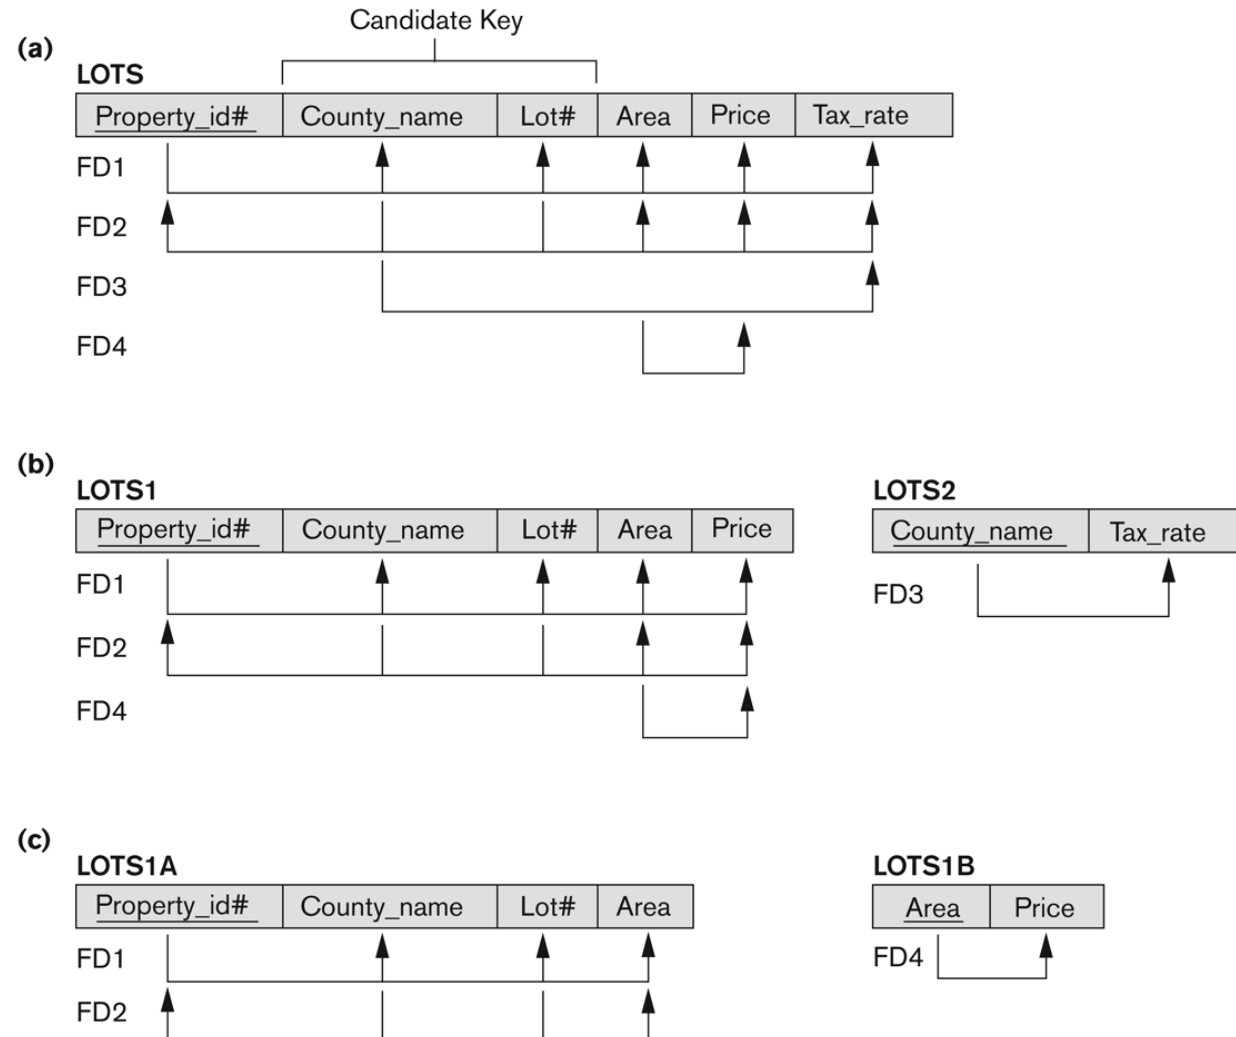 Candidate Key
(a)
LOTS
Property_id# County_name Lot# Area Price Tax_rate
FD1
FD2
FD3
FD4
(b)
LOTS1 LOTS2
Property_id# County_name Lot# Area Price County_name Tax_rate
FD1
FD3
FD2
FD4
(c)
LOTS1A LOTS1B
Property_id# County_name Lot# Area Area Price
FD1 FD4
FD2